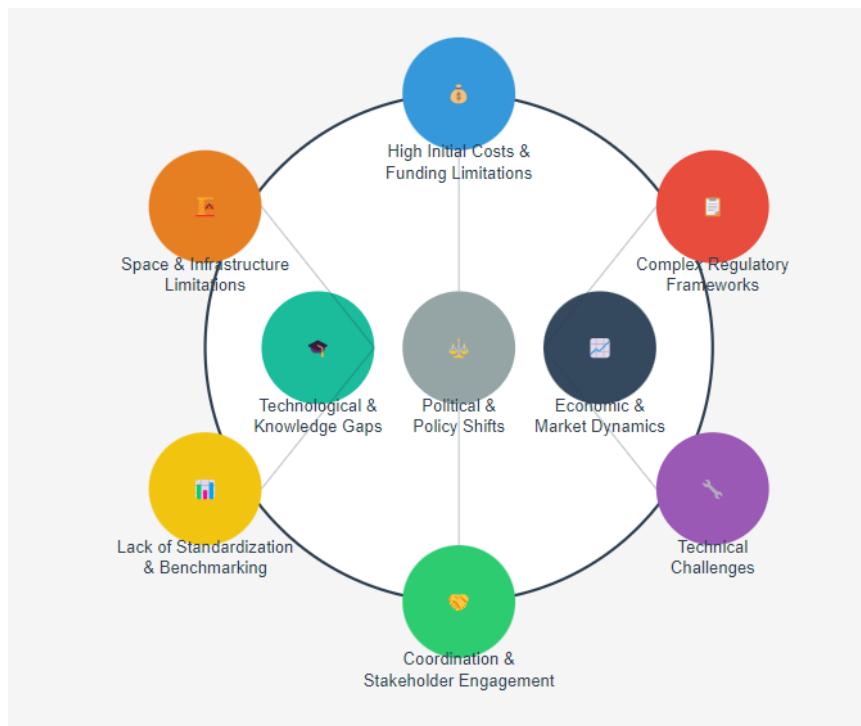 High Initial Costs &
Funding Limitations
Space & Infrastructure
Limitations
Complex Regulatory
Frameworks
Technological &
Knowledge Gaps
Political &
Policy Shifts
Economic &
Market Dynamics
Lack of Standardization
& Benchmarking
Technical
Challenges
Coordination &
Stakeholder Engagement